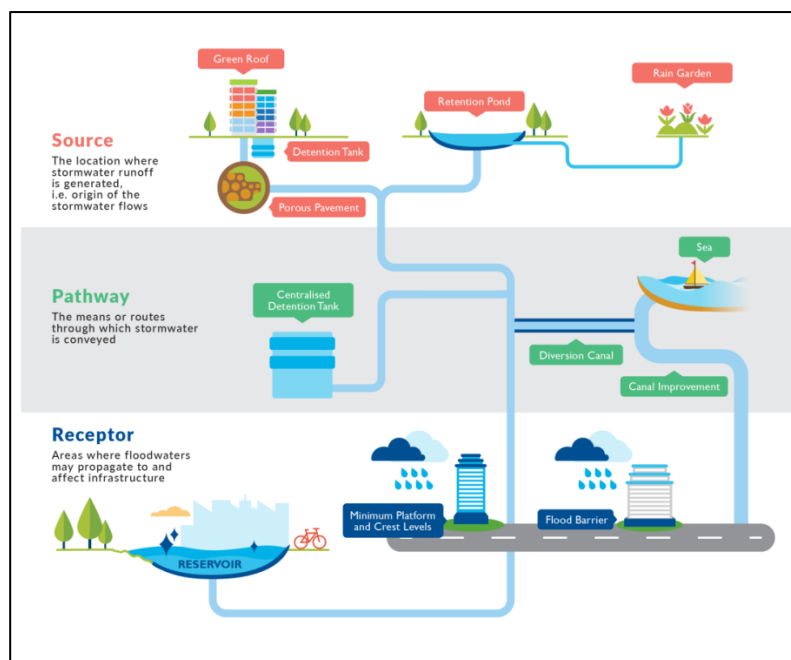 Green Roof
Rain Garden
Retention Pond
Source
The location where
stormwater runoff
is generated,
i.e. origin of the
stormwater flows
Detention Tank
Porous Pavement
Sea
Pathway
The means or routes
through which stormwater
is conveyed
Centralised
Detention Tank
Diversion Canal
Canal Improvement
Receptor
Areas where floodwaters
may propagate to and
affect infrastructure
Minimum Platform
and Crest Levels
Flood Barrier
RESERVOIR